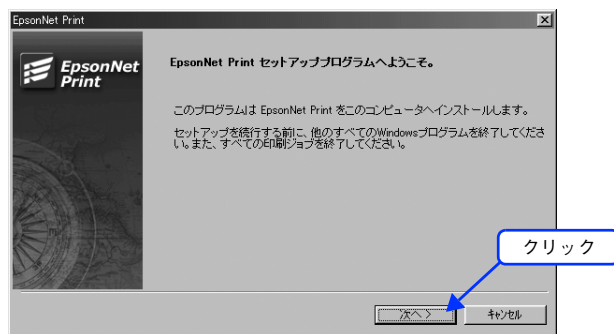 EpsonNet Print
EpsonNet
Print
EpsonNet Print セットアッププログラムへようこそ。
このプログラムは EpsonNet Print をこのコンピュータへインストールします。
セットアップを続行する前に、他のすべてのWindowsプログラムを終了してくださ
い。また、すべての印刷ジョブを終了してください。
クリック
次へ >
キャンセル